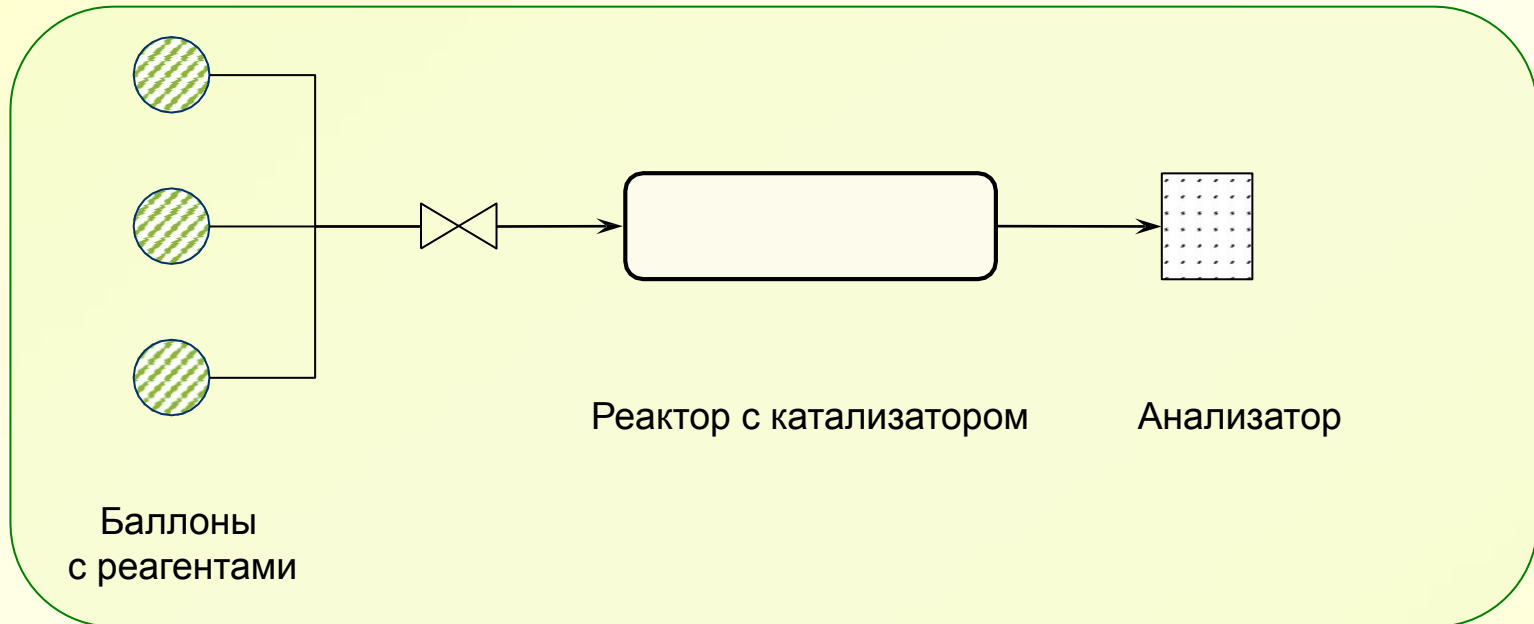 Реактор с катализатором
Анализатор
Баллоны
с реагентами